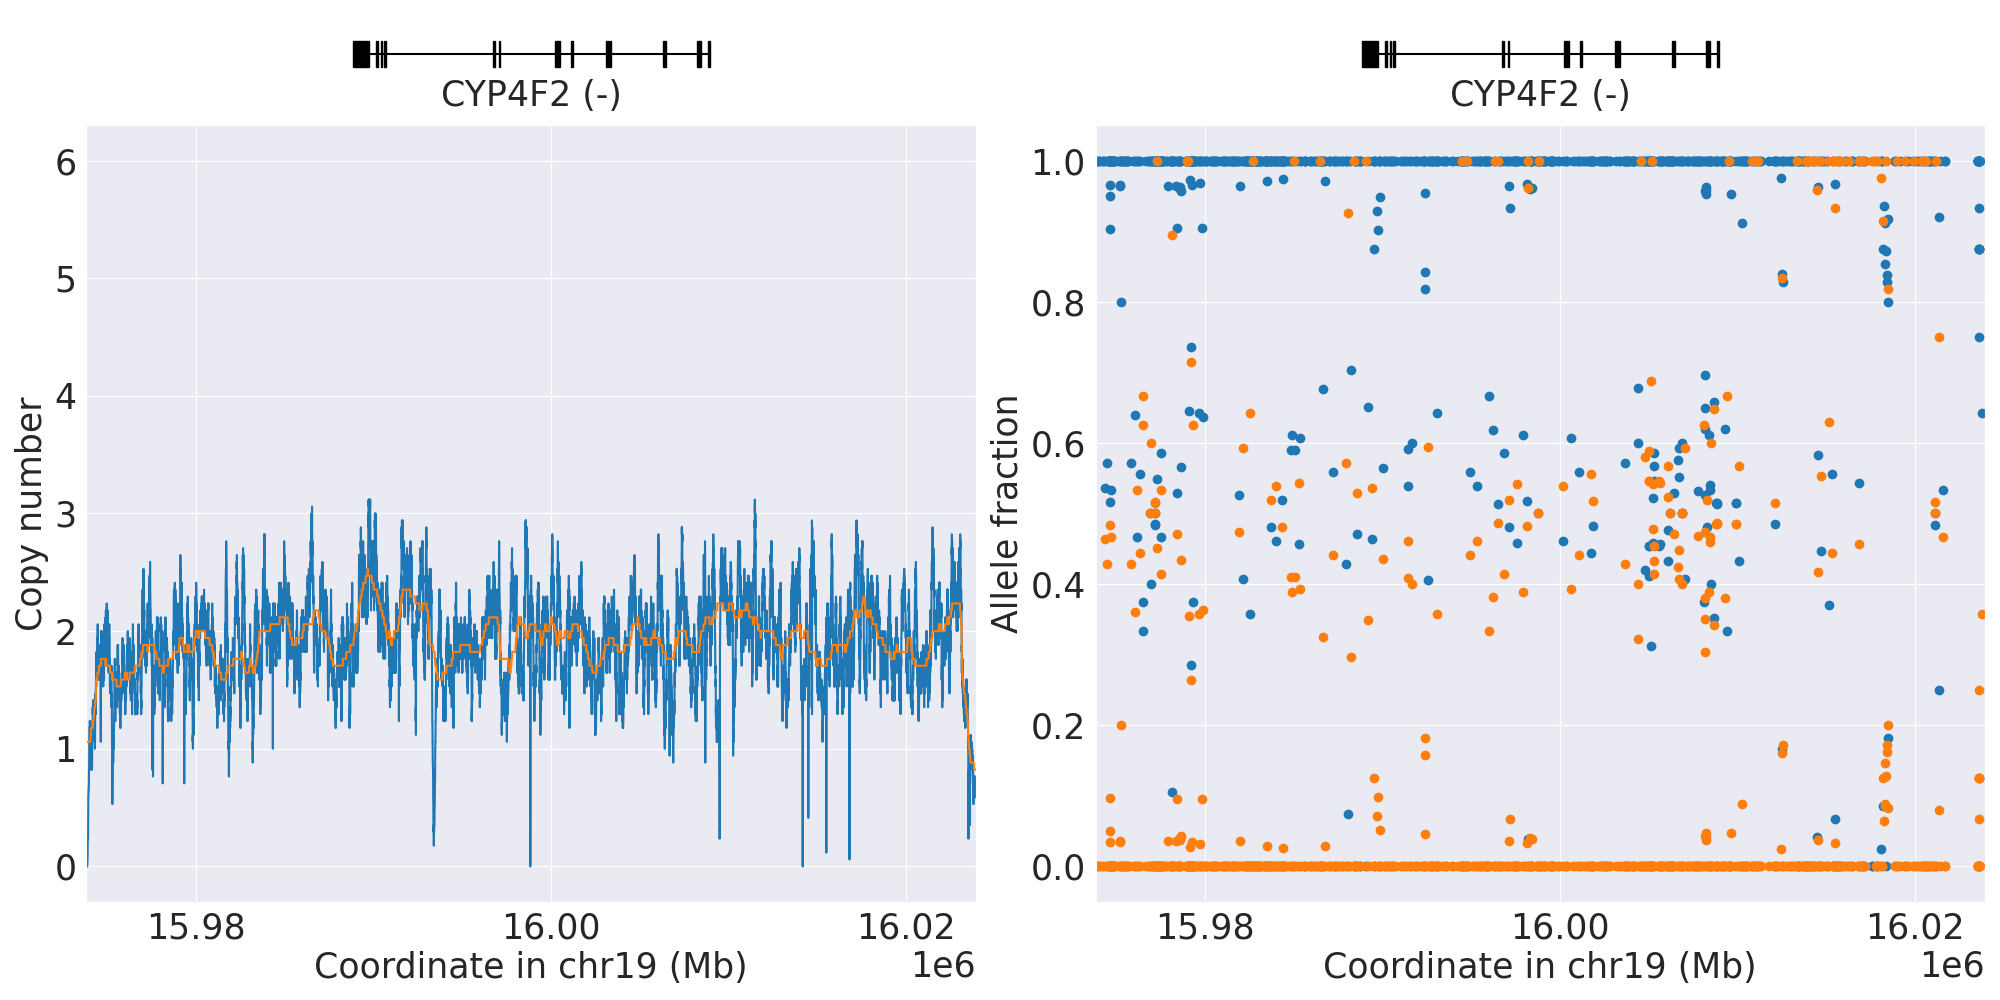 CYP4F2 (-)
6
5
4
3
2
1
0
Copy number
15.98
16.00
16.02
Coordinate in chr19 (Mb)
1e6
CYP4F2 (-)
1.0
0.8
0.6
0.4
0.2
0.0
Allele fraction
15.98
16.00
16.02
Coordinate in chr19 (Mb)
1e6